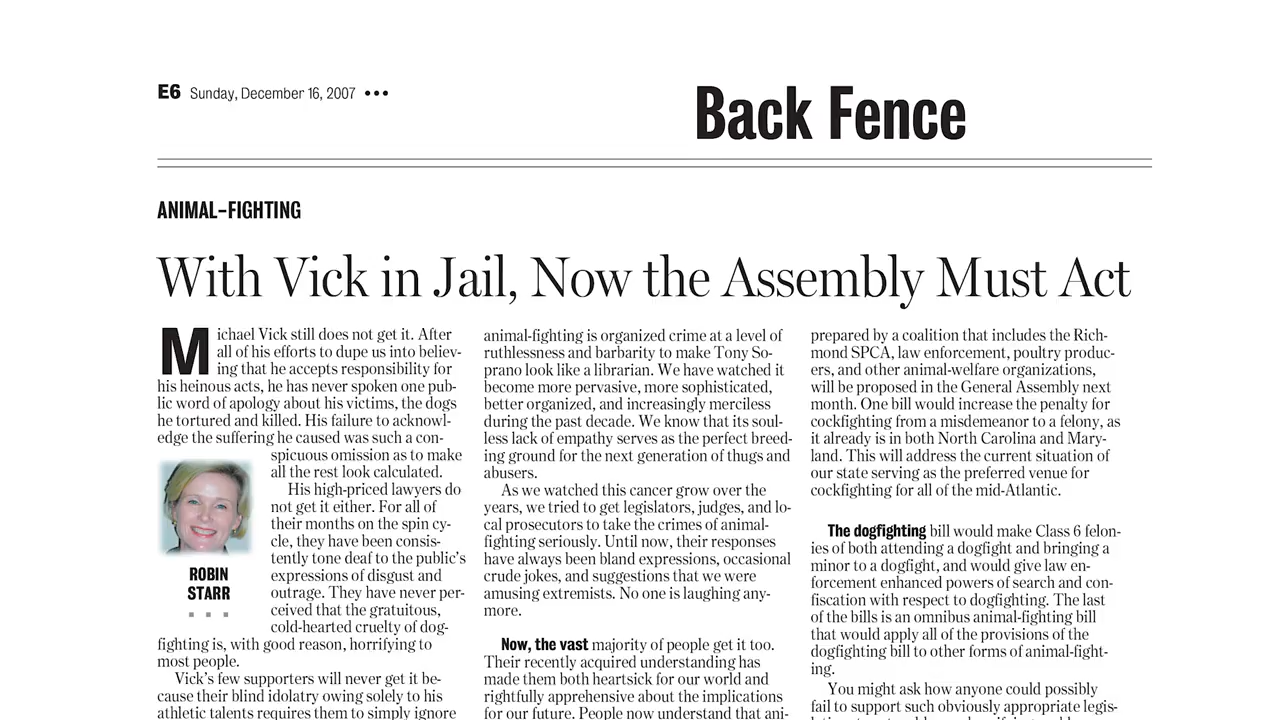 E6 Sunday, December 16, 2007 •••
Back Fence
ANIMAL-FIGHTING
With Vick in Jail, Now the Assembly Must Act
Michael Vick still does not get it. After
all of his efforts to dupe us into believ-
ing that he accepts responsibility for
his heinous acts, he has never spoken one pub-
lic word of apology about his victims, the dogs
he tortured and killed. His failure to acknowl-
edge the suffering he caused was such a con-
spicuous omission as to make
all the rest look calculated.
His high-priced lawyers do
not get it either. For all of
their months on the spin cy-
cle, they have been consis-
tently tone deaf to the public's
expressions of disgust and
outrage. They have never per-
ceived that the gratuitous,
cold-hearted cruelty of dog-
fighting is, with good reason, horrifying to
most people.
Vick's few supporters will never get it be-
cause their blind idolatry owing solely to his
athletic talents requires them to simply ignore
ROBIN
STARR
animal-fighting is organized crime at a level of
ruthlessness and barbarity to make Tony So-
prano look like a librarian. We have watched it
become more pervasive, more sophisticated,
better organized, and increasingly merciless
during the past decade. We know that its soul-
less lack of empathy serves as the perfect breed-
ing ground for the next generation of thugs and
abusers.
As we watched this cancer grow over the
years, we tried to get legislators, judges, and lo-
cal prosecutors to take the crimes of animal-
fighting seriously. Until now, their responses
have always been bland expressions, occasional
crude jokes, and suggestions that we were
amusing extremists. No one is laughing any-
more.
Now, the vast majority of people get it too.
Their recently acquired understanding has
made them both heartsick for our world and
rightfully apprehensive about the implications
for our future. People now understand that ani-
prepared by a coalition that includes the Rich-
mond SPCA, law enforcement, poultry produc-
ers, and other animal-welfare organizations,
will be proposed in the General Assembly next
month. One bill would increase the penalty for
cockfighting from a misdemeanor to a felony, as
it already is in both North Carolina and Mary-
land. This will address the current situation of
our state serving as the preferred venue for
cockfighting for all of the mid-Atlantic.
The dogfighting bill would make Class 6 felon-
ies of both attending a dogfight and bringing a
minor to a dogfight, and would give law en-
forcement enhanced powers of search and con-
fiscation with respect to dogfighting. The last
of the bills is an omnibus animal-fighting bill
that would apply all of the provisions of the
dogfighting bill to other forms of animal-fight-
ing.
You might ask how anyone could possibly
fail to support such obviously appropriate legis-